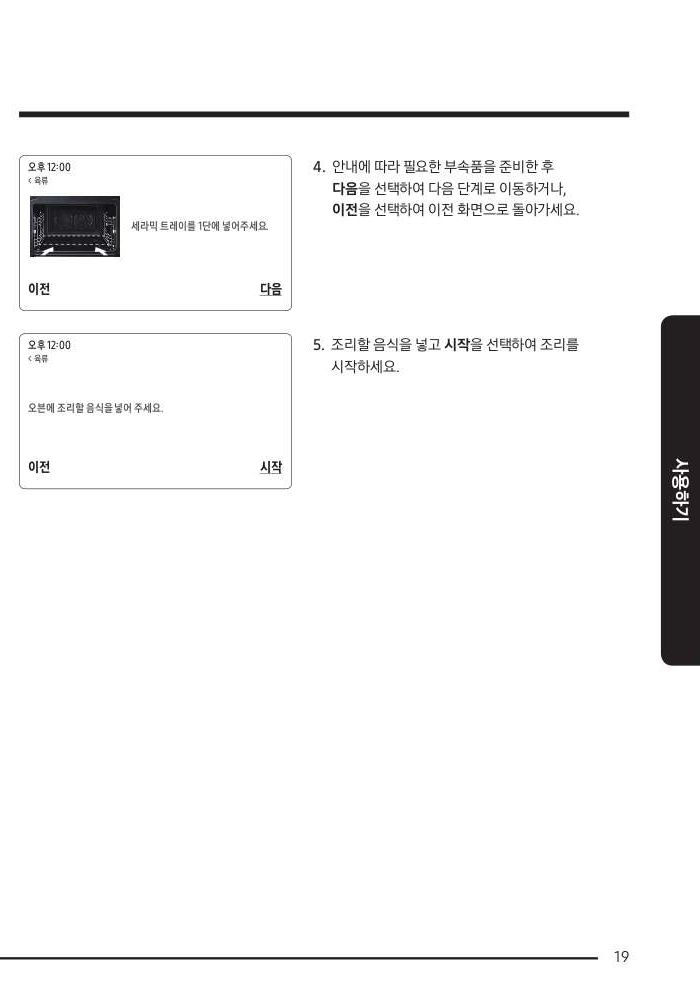 오후 12:00
< 육류
세라믹 트레이를 1단에 넣어주세요.
이전 다음
4. 안내에 따라 필요한 부속품을 준비한 후
다음을 선택하여 다음 단계로 이동하거나,
이전을 선택하여 이전 화면으로 돌아가세요.
오후 12:00
< 육류
오븐에 조리할 음식을 넣어 주세요.
이전 시작
5. 조리할 음식을 넣고 시작을 선택하여 조리를
시작하세요.
사용하기
19